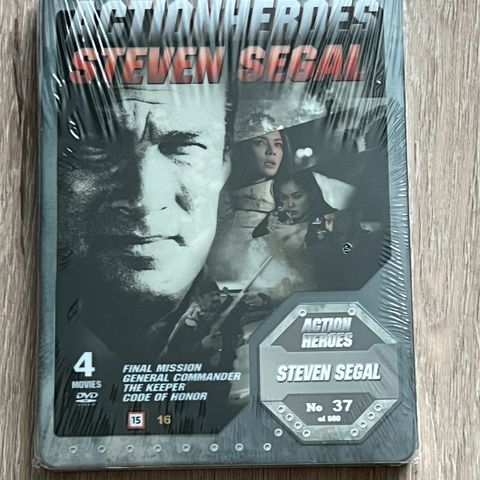 ACTIONHEROES
STEVEN SEGAL
4
MOVIES
DVD
FINAL MISSION
GENERAL COMMANDER
THE KEEPER
CODE OF HONOR
15
16
ACTION
HEROES
STEVEN SEGAL
No 37
of 500